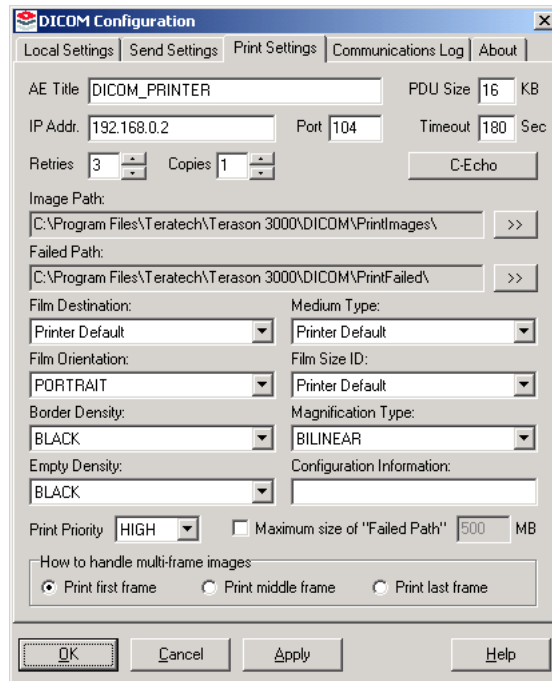 DICOM Configuration
Local Settings Send Settings Print Settings Communications Log About
AE Title DICOM_PRINTER PDU Size 16 KB
IP Addr. 192.168.0.2 Port 104 Timeout 180 Sec
Retries 3 Copies 1 C-Echo
Image Path:
C:\Program Files\Teratech\Terason 3000\DICOM\PrintImages\ >>
Failed Path:
C:\Program Files\Teratech\Terason 3000\DICOM\PrintFailed\ >>
Film Destination: Medium Type:
Printer Default Printer Default
Film Orientation: Film Size ID:
PORTRAIT Printer Default
Border Density: Magnification Type:
BLACK BILINEAR
Empty Density: Configuration Information:
BLACK
Print Priority HIGH Maximum size of "Failed Path" 500 MB
How to handle multi-frame images
Print first frame Print middle frame Print last frame
OK Cancel Apply Help